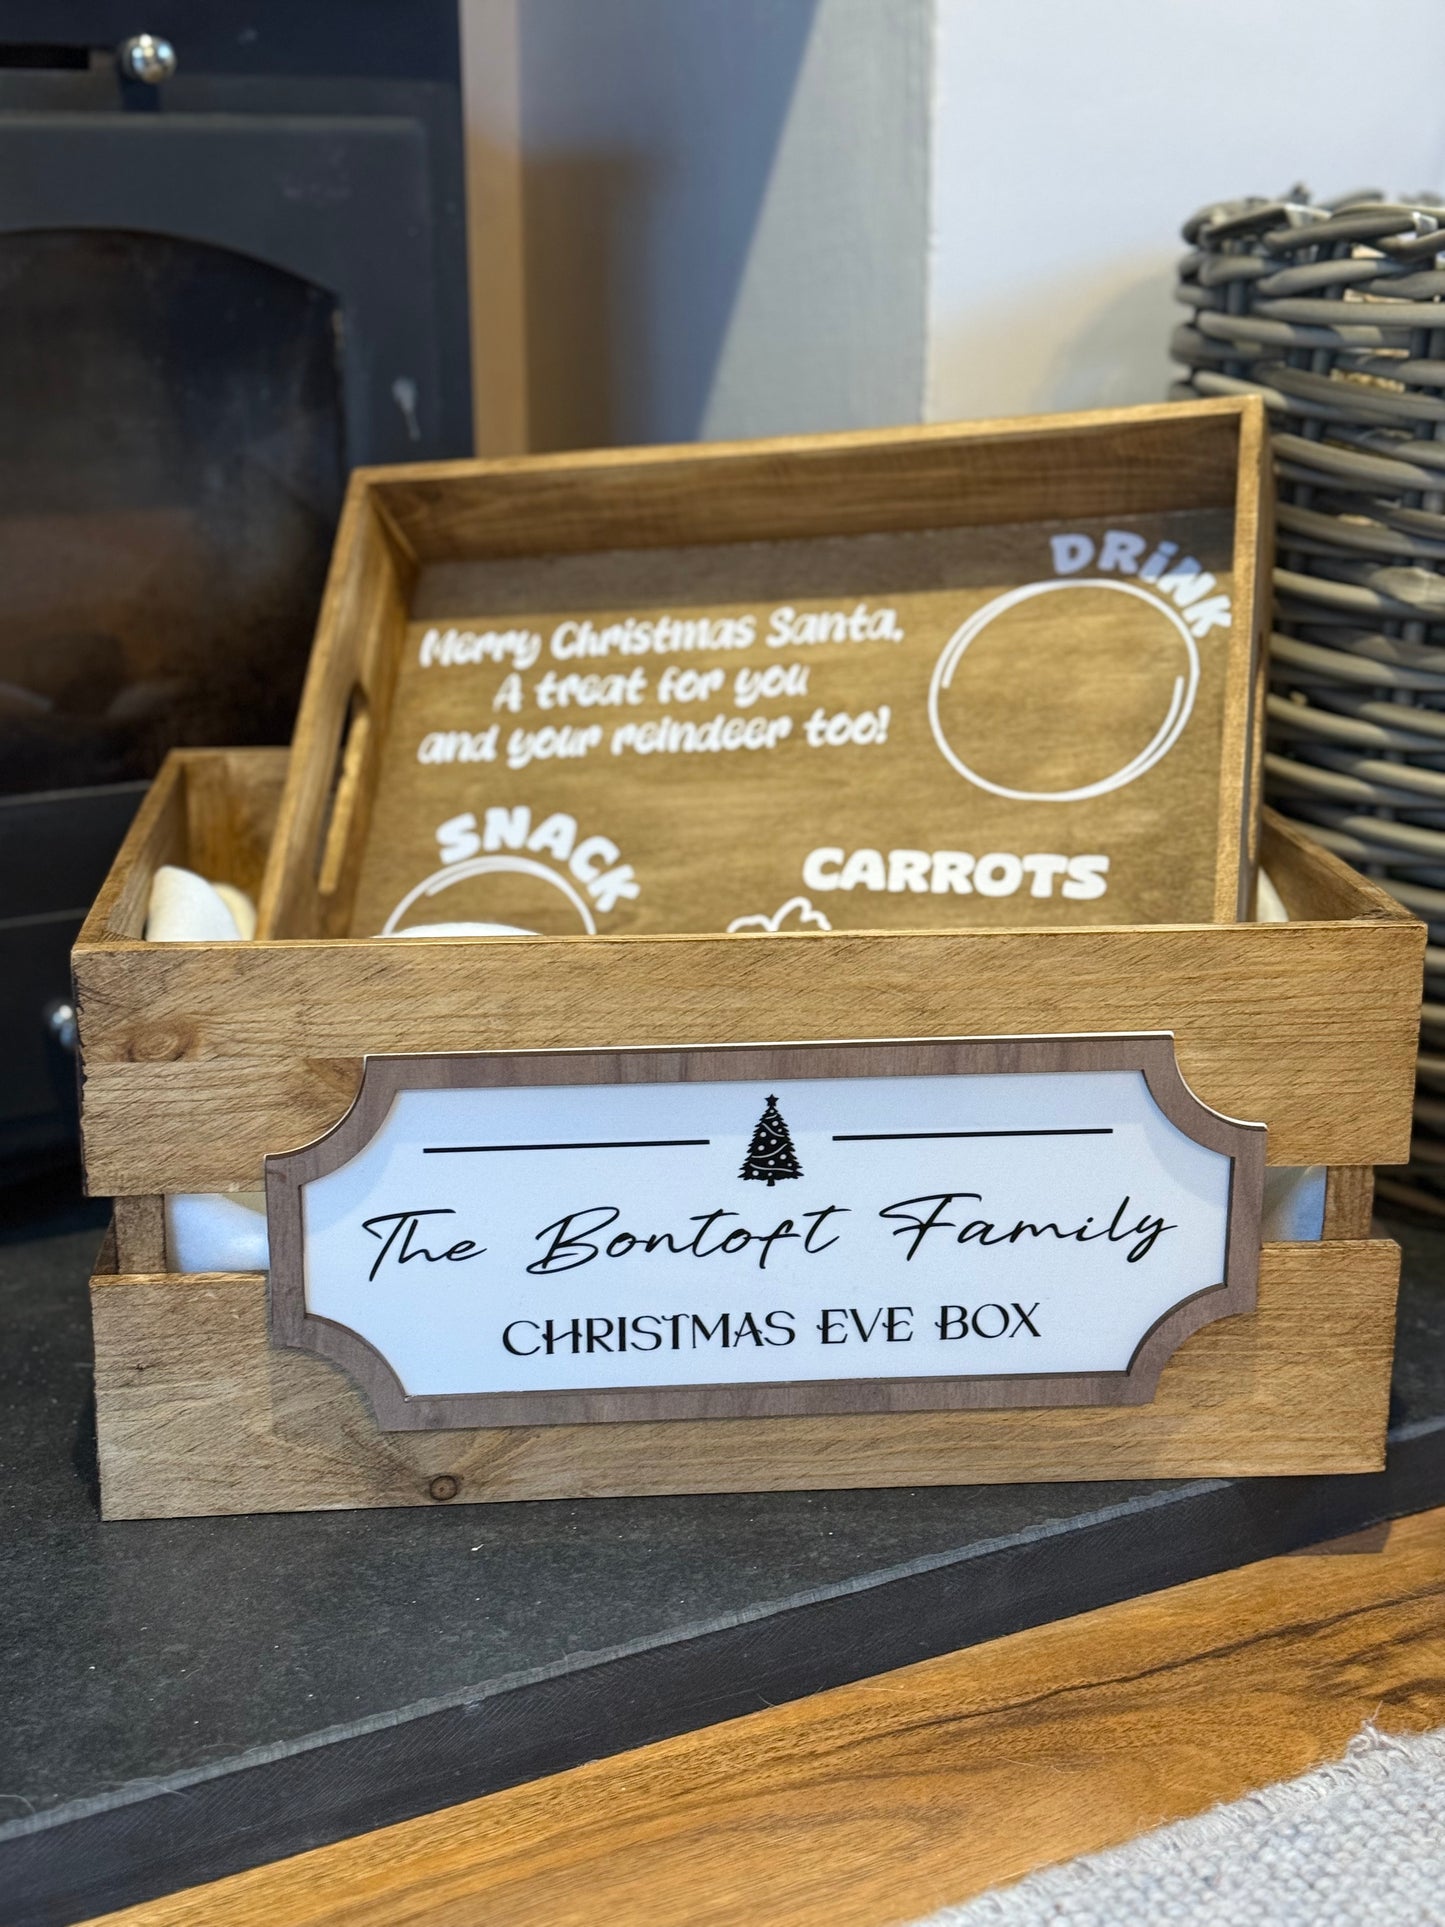 DRiNK
Merry Christmas Santa,
A treat for you
and your reindeer too!
SNACK
CARROTS
The Bontoft Family
CHRISTMAS EVE BOX